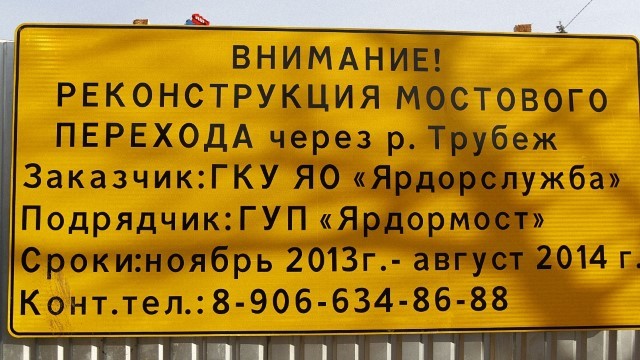 ВНИМАНИЕ!
РЕКОНСТРУКЦИЯ МОСТОВОГО
ПЕРЕХОДА через р. Трубеж
Заказчик:ГКУ ЯО «Ярдорслужба»
Подрядчик:ГУП «Ярдормост»
Сроки:ноябрь 2013г.- август 2014 г.
Конт.тел.:8-906-634-86-88